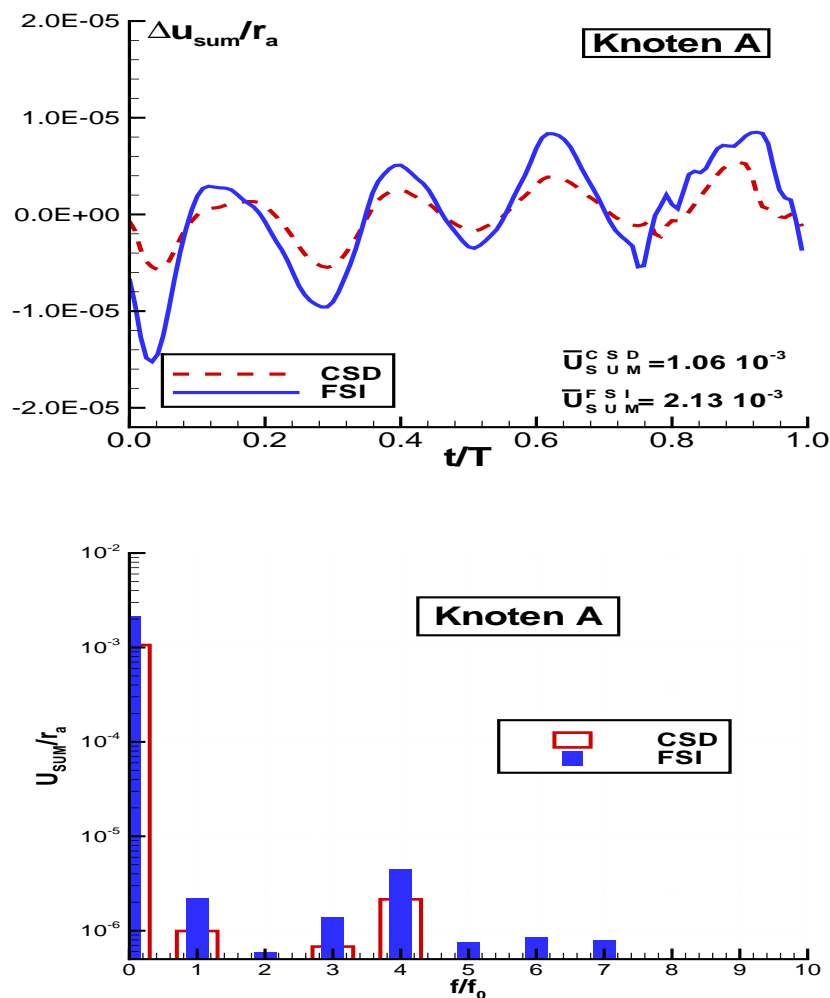 2.0E-05
Δu_sum/r_a
Knoten A
1.0E-05
0.0E+00
-1.0E-05
-2.0E-05
CSD
FSI
U̅^CSD_SUM =1.06 10^-3
U̅^FSI_SUM = 2.13 10^-3
0.0 0.2 0.4 0.6 0.8 1.0
t/T
10^-2
Knoten A
10^-3
U_SUM/r_a
10^-4
CSD
FSI
10^-5
10^-6
0 1 2 3 4 5 6 7 8 9 10
f/f_o